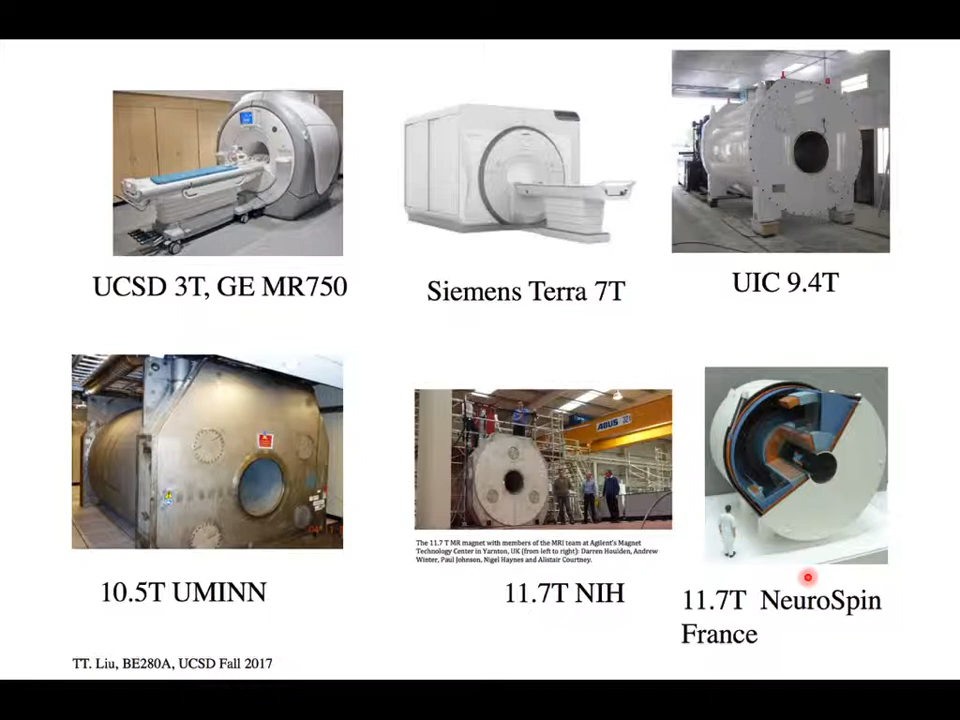 UCSD 3T, GE MR750
Siemens Terra 7T
UIC 9.4T
ABUS
The 11.7 T MR magnet with members of the MRI team at Agilent's Magnet
Technology Center in Yarnton, UK (from left to right): Darren Houlden, Andrew
Winter, Paul Johnson, Nigel Haynes and Alistair Courtney.
10.5T UMINN
11.7T NIH
11.7T NeuroSpin
France
TT. Liu, BE280A, UCSD Fall 2017